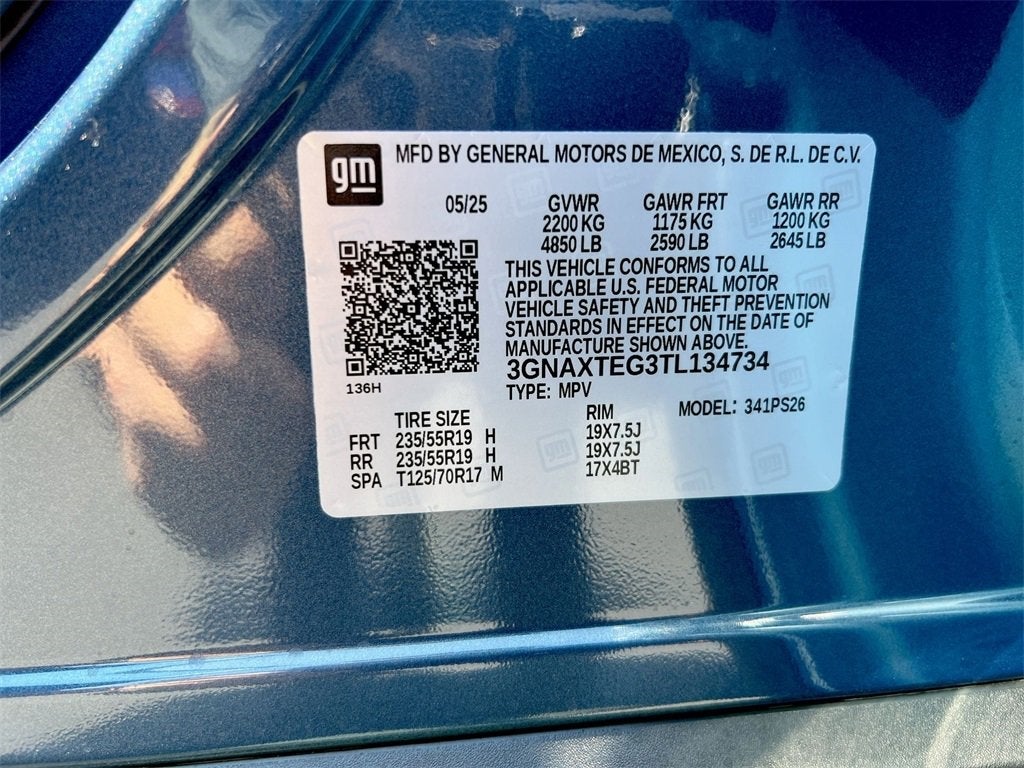 gm MFD BY GENERAL MOTORS DE MEXICO, S. DE R.L. DE C.V.
05/25 GVWR GAWR FRT GAWR RR
2200 KG 1175 KG 1200 KG
4850 LB 2590 LB 2645 LB
THIS VEHICLE CONFORMS TO ALL
APPLICABLE U.S. FEDERAL MOTOR
VEHICLE SAFETY AND THEFT PREVENTION
STANDARDS IN EFFECT ON THE DATE OF
MANUFACTURE SHOWN ABOVE.
3GNAXTEG3TL134734
136H
TYPE: MPV MODEL: 341PS26
TIRE SIZE RIM
FRT 235/55R19 H 19X7.5J
RR 235/55R19 H 19X7.5J
SPA T125/70R17 M 17X4BT